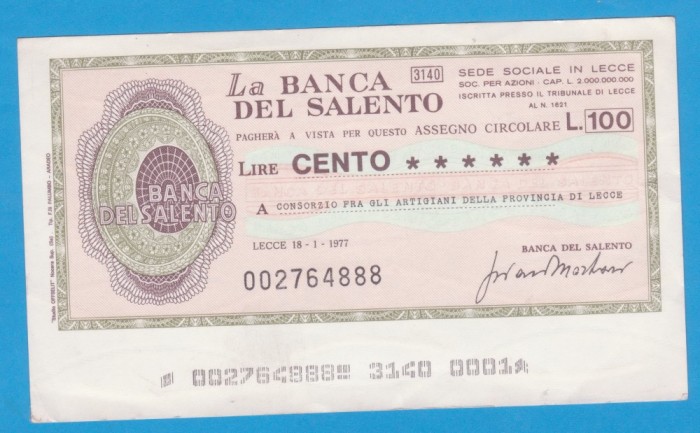 La BANCA
DEL SALENTO
3140
SEDE SOCIALE IN LECCE
SOC. PER AZIONI - CAP. L. 2.000.000.000
ISCRITTA PRESSO IL TRIBUNALE DI LECCE
AL N. 1821
PAGHERÀ A VISTA PER QUESTO ASSEGNO CIRCOLARE L.100
LIRE CENTO ******
A CONSORZIO FRA GLI ARTIGIANI DELLA PROVINCIA DI LECCE
BANCA
DEL SALENTO
LECCE 18-1-1977
BANCA DEL SALENTO
002764888
002764888 3140 0001